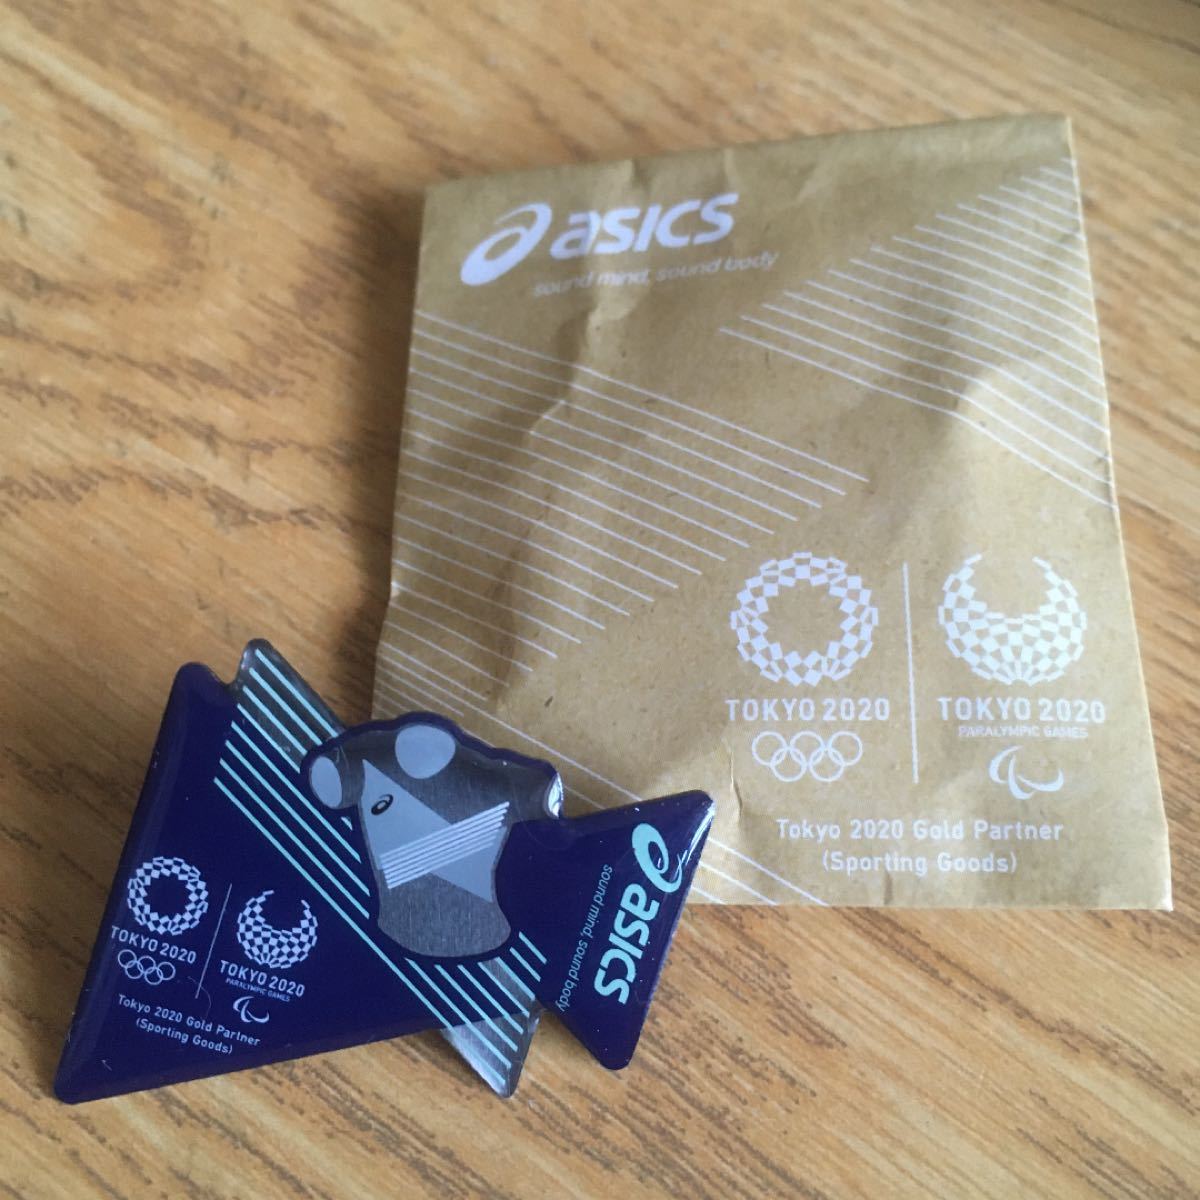 asics
sound mind, sound body
TOKYO 2020
TOKYO 2020
PARALYMPIC GAMES
Tokyo 2020 Gold Partner
(Sporting Goods)
asics
sound mind, sound body
TOKYO 2020
TOKYO 2020
PARALYMPIC GAMES
Tokyo 2020 Gold Partner
(Sporting Goods)